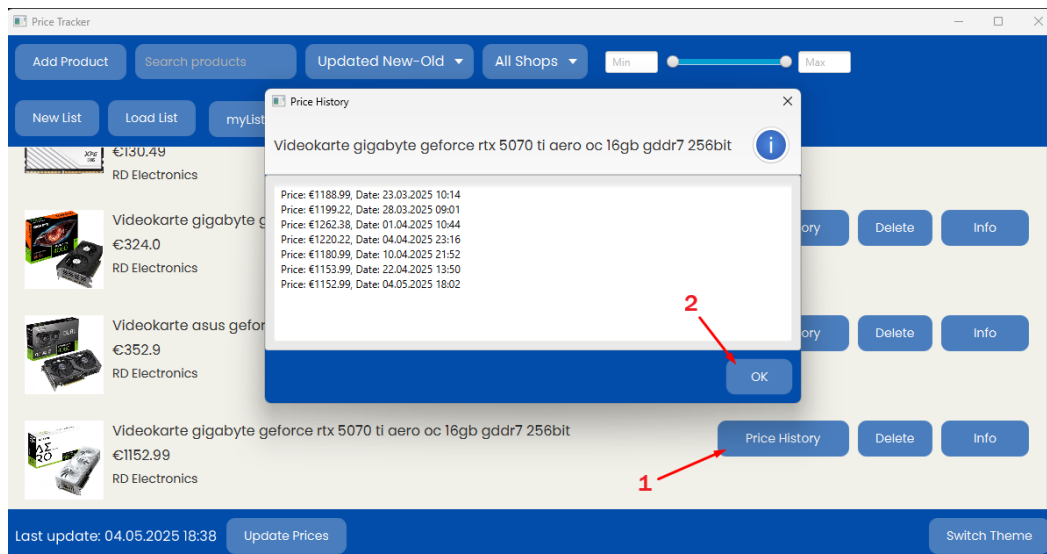 Price Tracker
Add Product
Search products
Updated New-Old
All Shops
Min
Max
New List
Load List
myList
Price History
Videokarte gigabyte geforce rtx 5070 ti aero oc 16gb gddr7 256bit
i
Price: €1188.99, Date: 23.03.2025 10:14
Price: €1199.22, Date: 28.03.2025 09:01
Price: €1262.38, Date: 01.04.2025 10:44
Price: €1220.22, Date: 04.04.2025 23:16
Price: €1180.99, Date: 10.04.2025 21:52
Price: €1153.99, Date: 22.04.2025 13:50
Price: €1152.99, Date: 04.05.2025 18:02
2
OK
€130.49
RD Electronics
Videokarte gigabyte g
€324.0
RD Electronics
ory
Delete
Info
Videokarte asus gefor
€352.9
RD Electronics
ory
Delete
Info
Videokarte gigabyte geforce rtx 5070 ti aero oc 16gb gddr7 256bit
€1152.99
RD Electronics
Price History
Delete
Info
1
Last update: 04.05.2025 18:38
Update Prices
Switch Theme